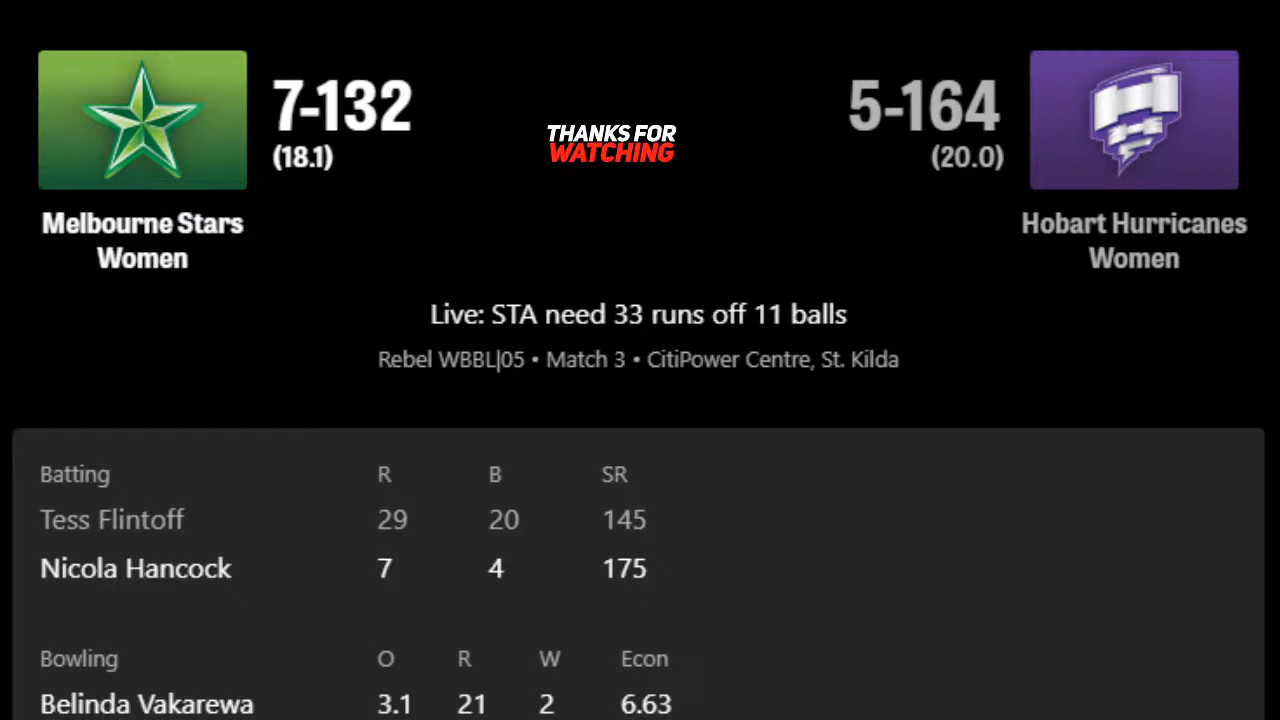 7-132
(18.1)
THANKS FOR
WATCHING
5-164
(20.0)
Melbourne Stars
Women
Hobart Hurricanes
Women
Live: STA need 33 runs off 11 balls
Rebel WBBL|05 • Match 3 • CitiPower Centre, St. Kilda
Batting R B SR
Tess Flintoff 29 20 145
Nicola Hancock 7 4 175
Bowling O R W Econ
Belinda Vakarewa 3.1 21 2 6.63